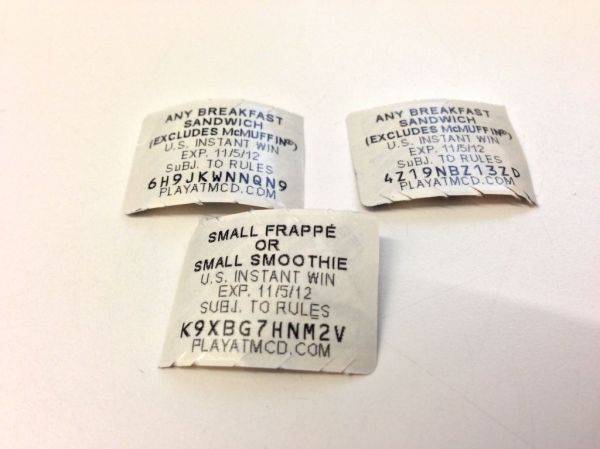 ANY BREAKFAST
SANDWICH
(EXCLUDES McMUFFIN®)
U.S. INSTANT WIN
EXP. 11/5/12
SUBJ. TO RULES
6H9JKWNNQN9
PLAYATMCD.COM
ANY BREAKFAST
SANDWICH
(EXCLUDES McMUFFIN®)
U.S. INSTANT WIN
EXP. 11/5/12
SUBJ. TO RULES
4Z19NBZ13ZD
PLAYATMCD.COM
SMALL FRAPPÉ
OR
SMALL SMOOTHIE
U.S. INSTANT WIN
EXP. 11/5/12
SUBJ. TO RULES
K9XBG7HNM2V
PLAYATMCD.COM